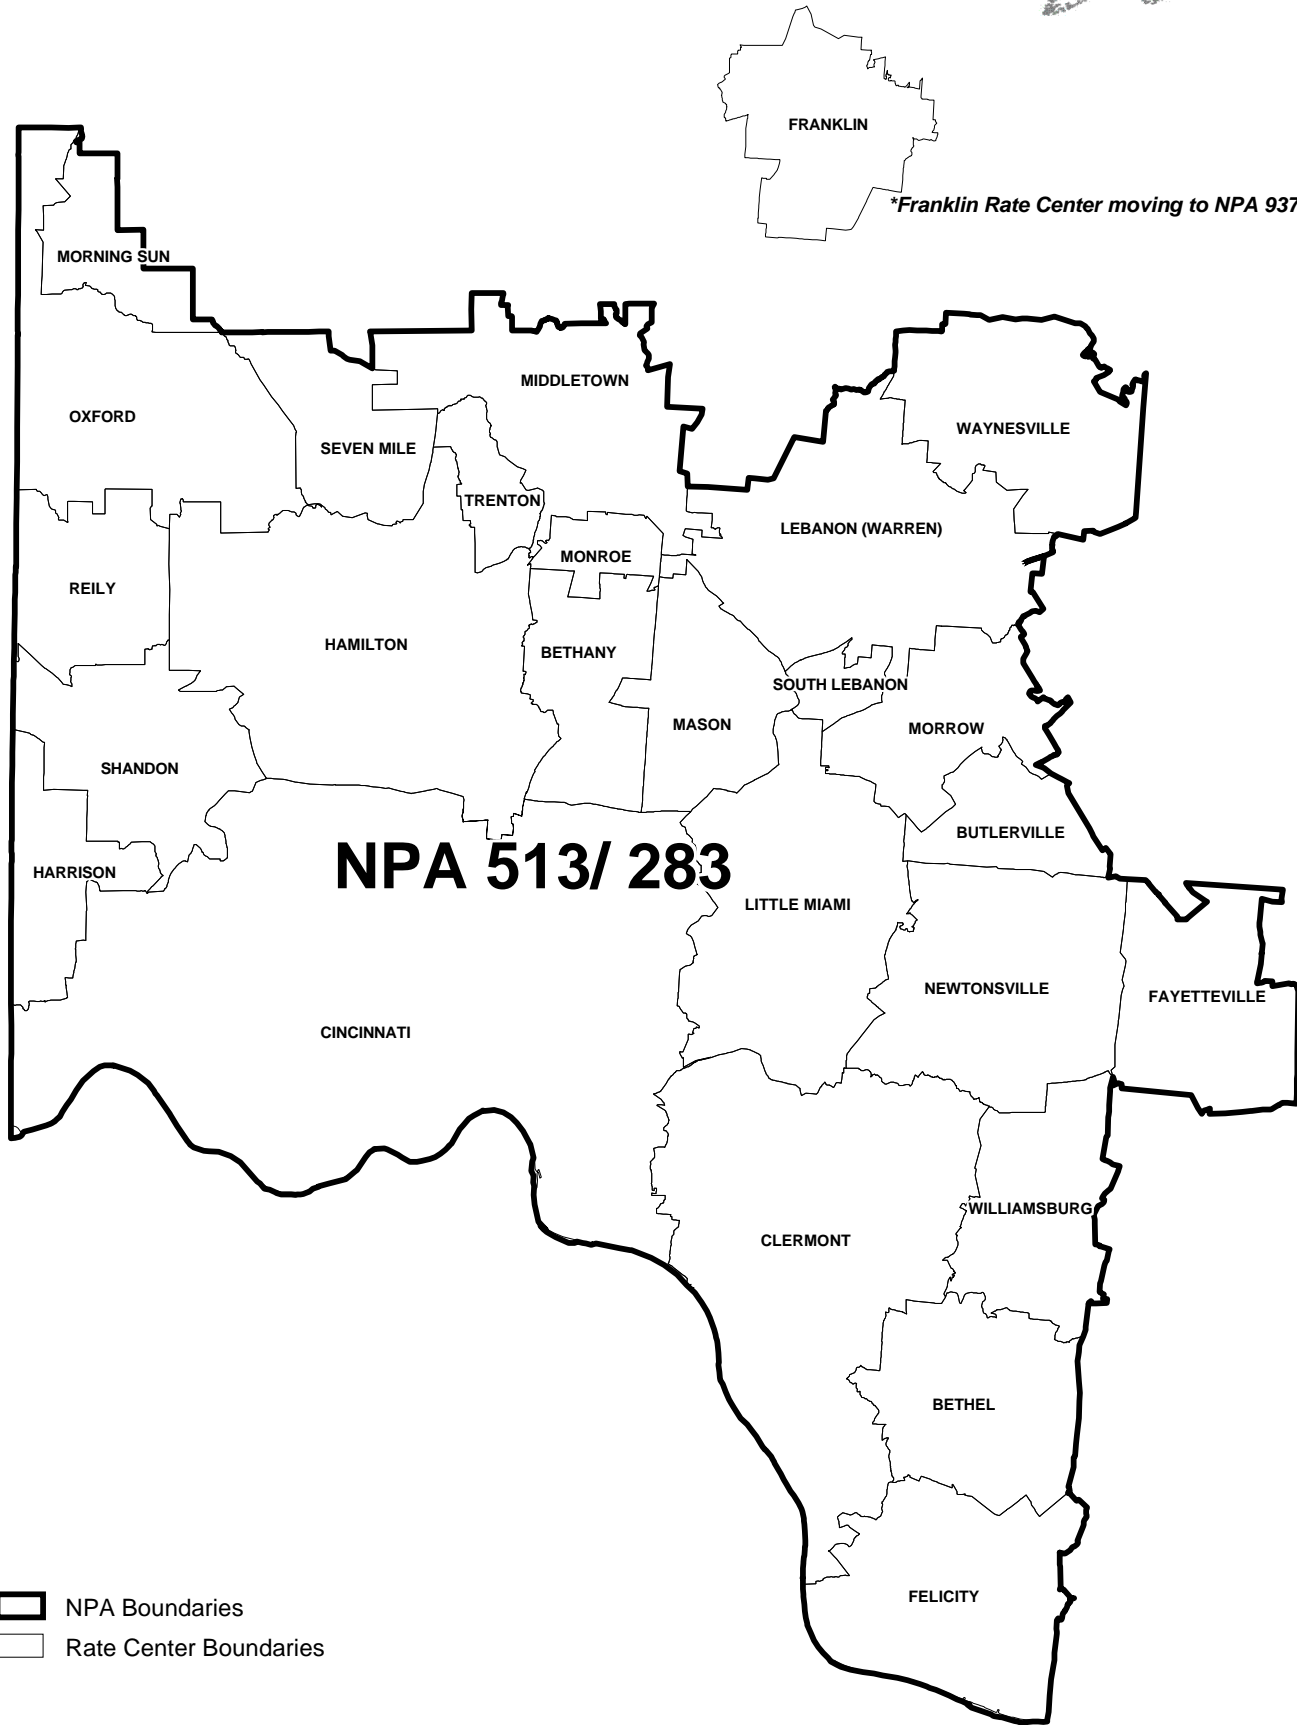 FRANKLIN
*Franklin Rate Center moving to NPA 937
MORNING SUN
MIDDLETOWN
OXFORD
WAYNESVILLE
SEVEN MILE
TRENTON
LEBANON (WARREN)
MONROE
REILY
HAMILTON
BETHANY
SOUTH LEBANON
MASON
MORROW
SHANDON
BUTLERVILLE
NPA 513/ 283
HARRISON
LITTLE MIAMI
NEWTONSVILLE
FAYETTEVILLE
CINCINNATI
WILLIAMSBURG
CLERMONT
BETHEL
FELICITY
NPA Boundaries
Rate Center Boundaries